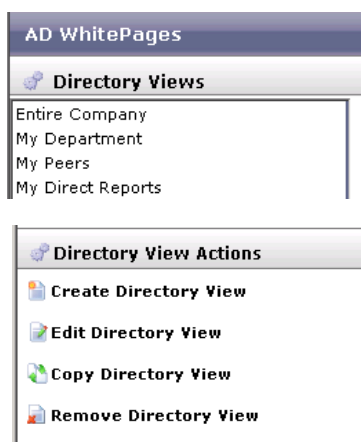 AD WhitePages
Directory Views
Entire Company
My Department
My Peers
My Direct Reports
Directory View Actions
Create Directory View
Edit Directory View
Copy Directory View
Remove Directory View